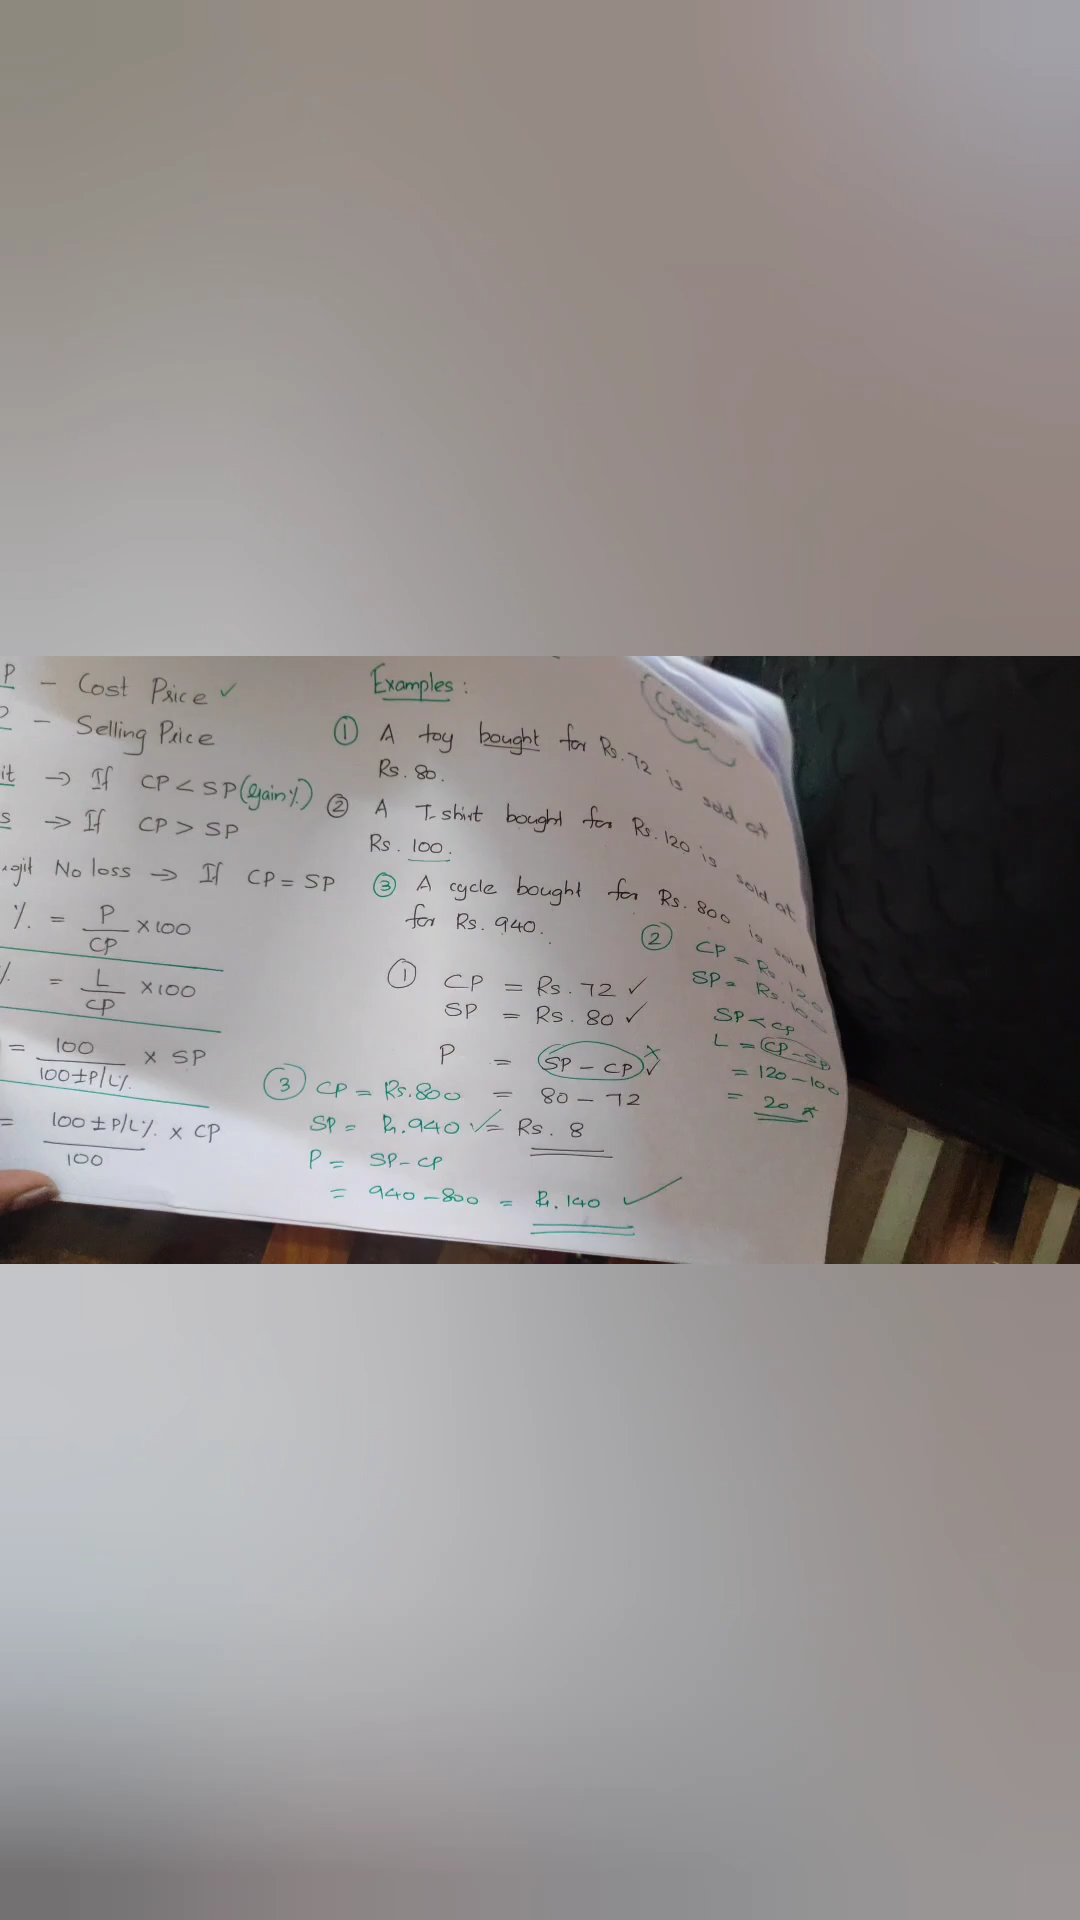 P - Cost Price ✓
P - Selling Price
it → If CP < SP (gain%)
s → If CP > SP
ofit No loss → If CP = SP
% = P/CP × 100
% = L/CP × 100
= 100/100±P/L% × SP
= 100±P/L%/100 × CP
Examples :
① A toy bought for Rs. 72 is sold at
Rs. 80.
② A T-shirt bought for Rs. 120 is sold at
Rs. 100.
③ A cycle bought for Rs. 800 is sold
for Rs. 940.
① CP = Rs. 72 ✓
SP = Rs. 80 ✓
P = SP - CP
= 80 - 72
= Rs. 8
② CP = Rs. 120
SP = Rs. 100
SP < CP
L = CP - SP
= 120 - 100
= 20
③ CP = Rs. 800
SP = Rs. 940 ✓
P = SP - CP
= 940 - 800 = Rs. 140 ✓